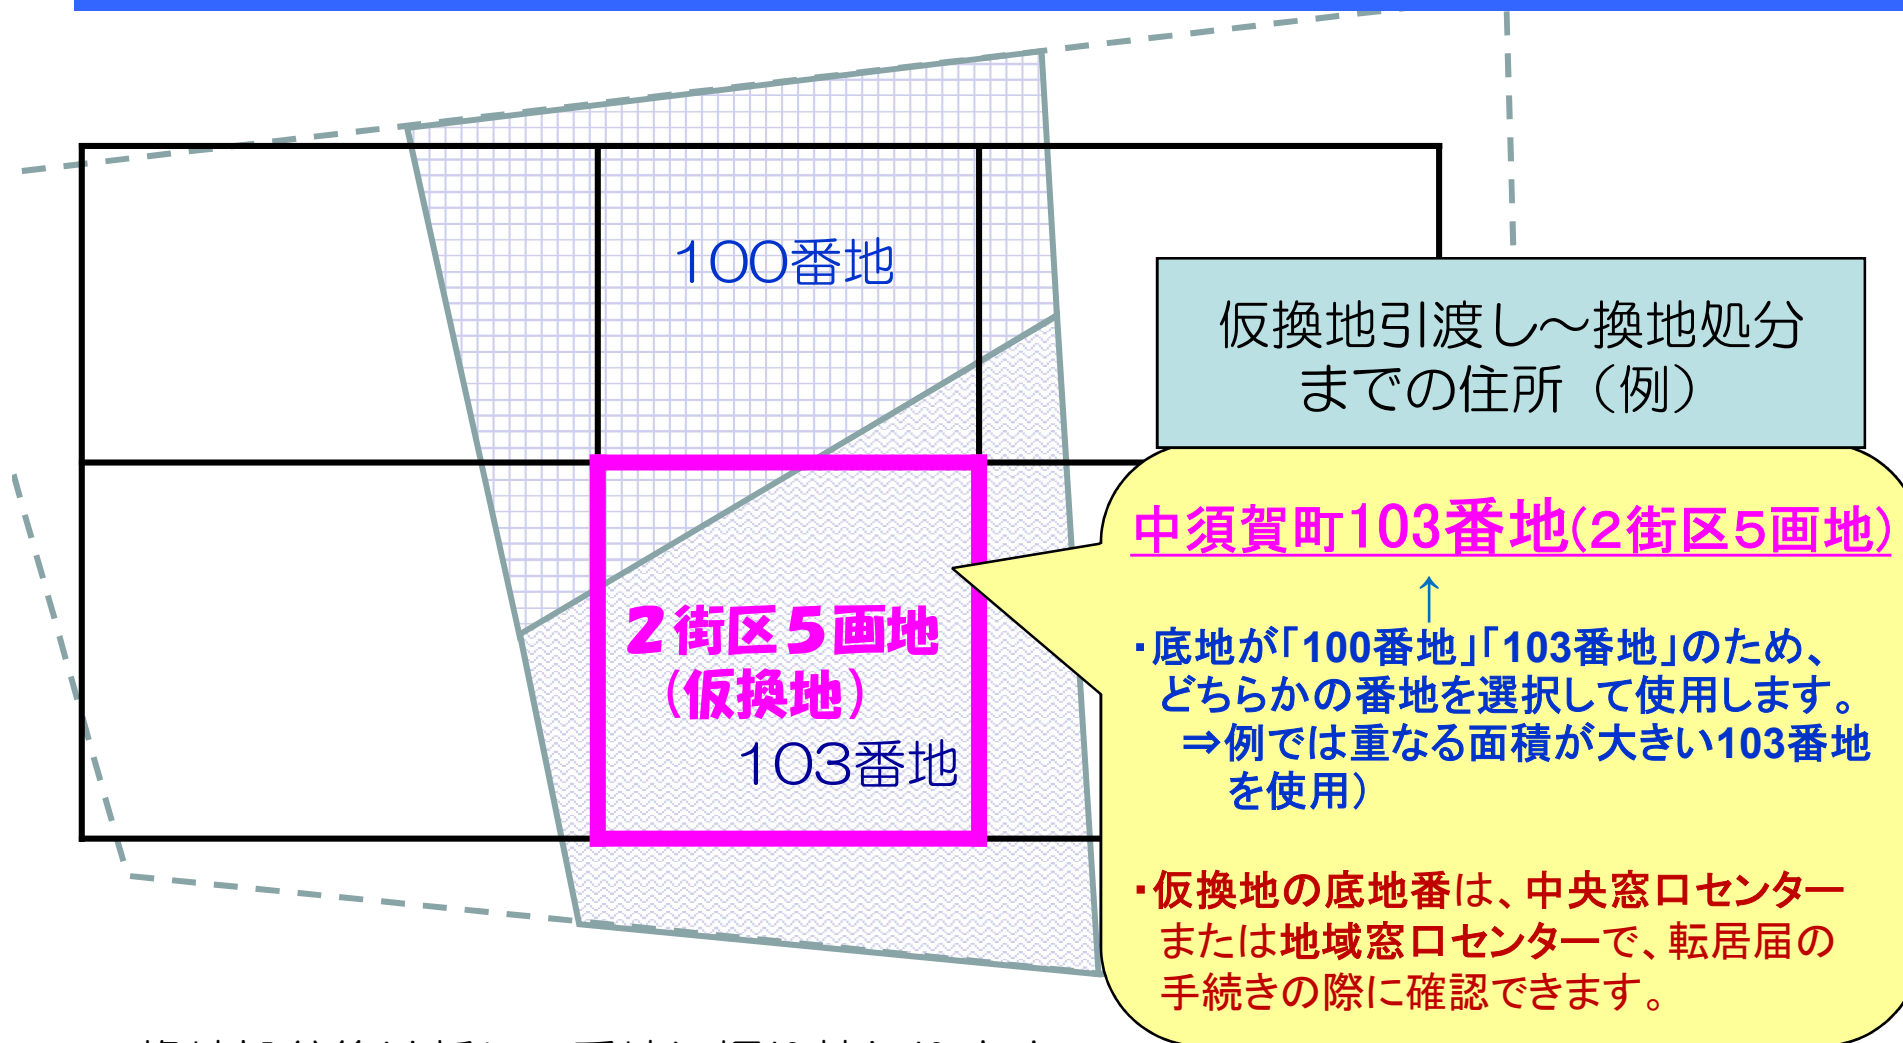 100番地
仮換地引渡し～換地処分
までの住所（例）
中須賀町103番地(2街区5画地)
↑
・底地が「100番地」「103番地」のため、
どちらかの番地を選択して使用します。
⇒例では重なる面積が大きい103番地
を使用）
・仮換地の底地番は、中央窓口センター
または地域窓口センターで、転居届の
手続きの際に確認できます。
2街区5画地
（仮換地）
103番地